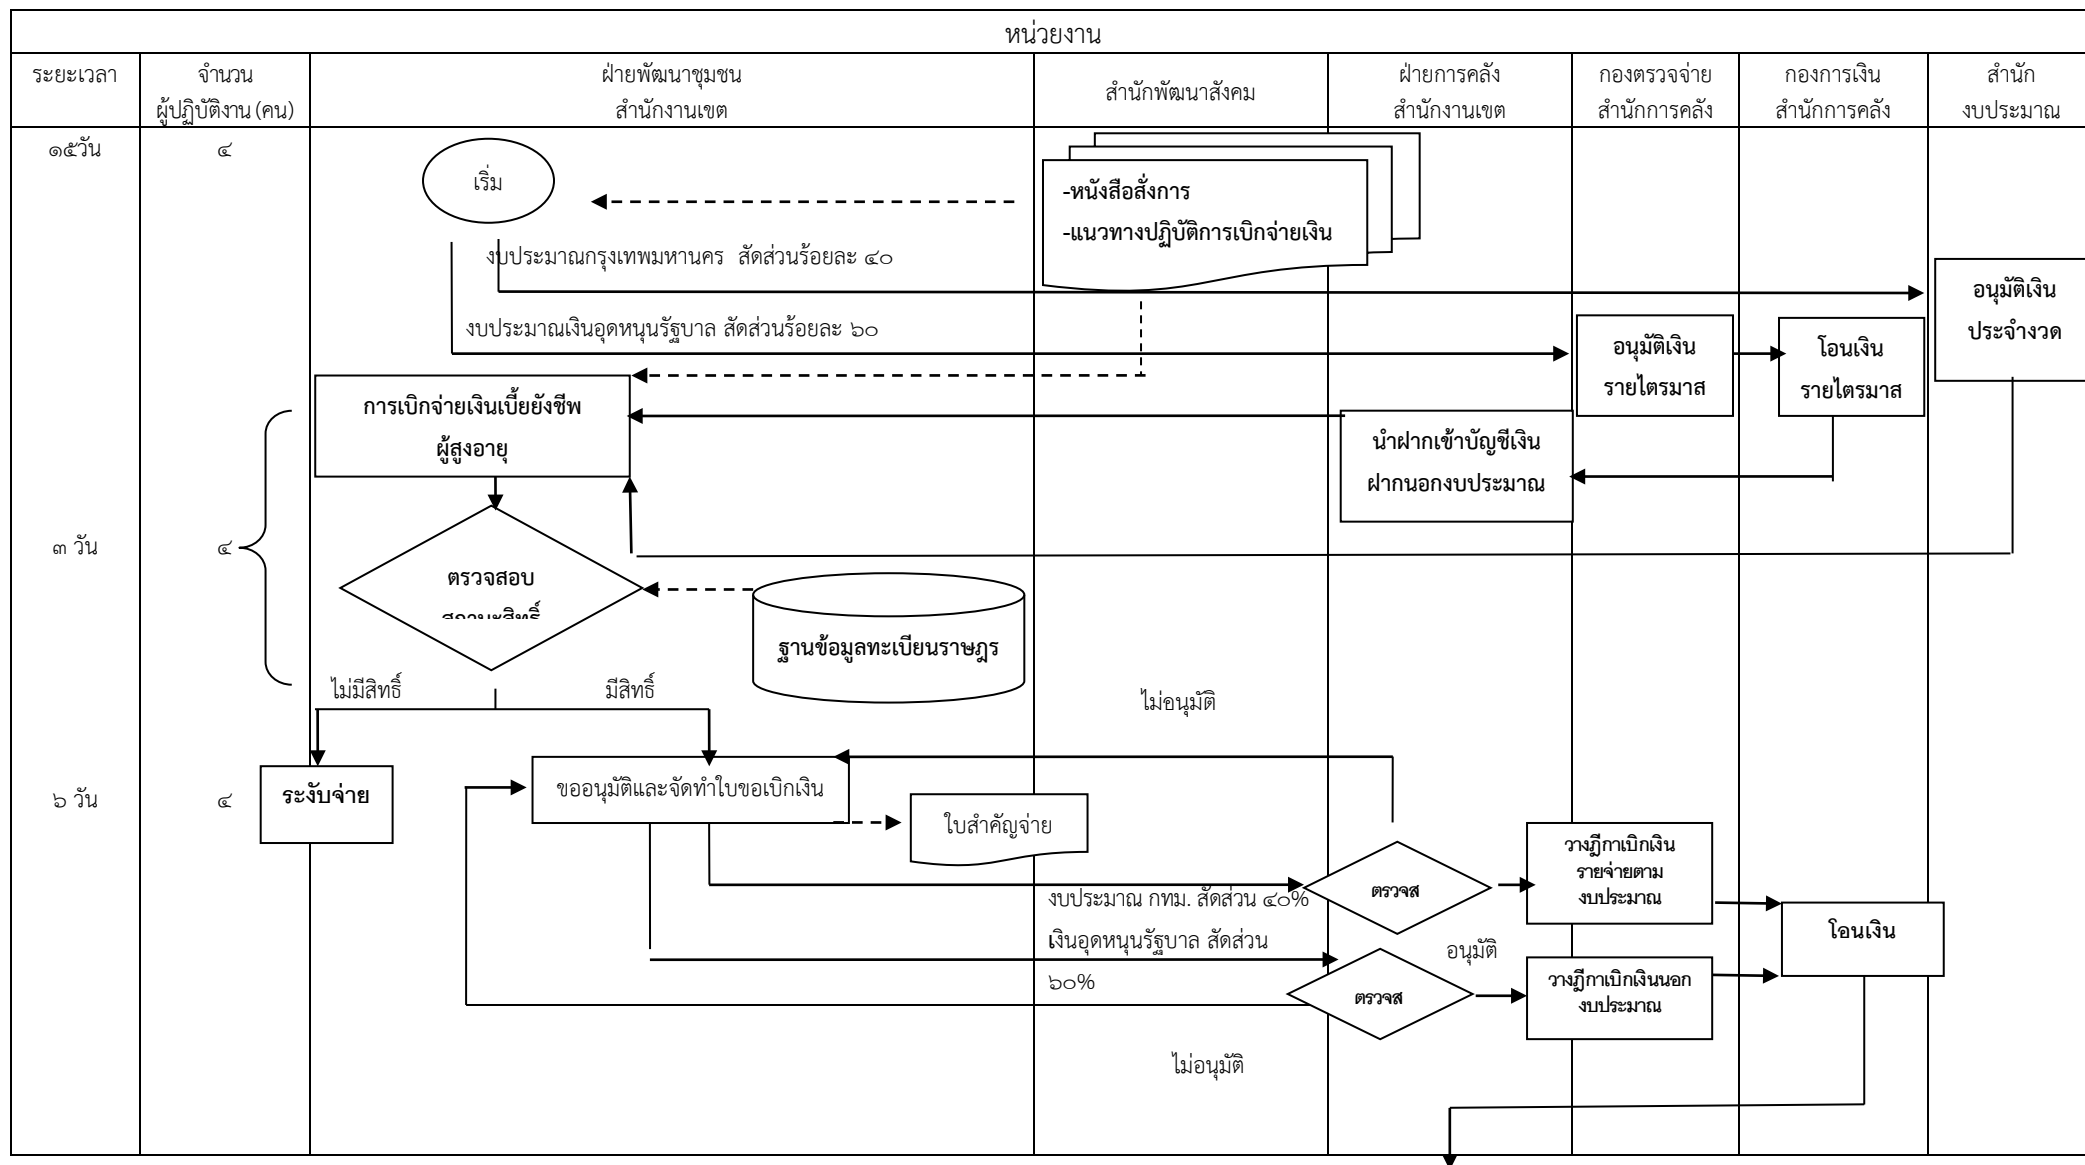 หน่วยงาน
ระยะเวลา
จำนวน
ผู้ปฏิบัติงาน (คน)
ฝ่ายพัฒนาชุมชน
สำนักงานเขต
สำนักพัฒนาสังคม
ฝ่ายการคลัง
สำนักงานเขต
กองตรวจจ่าย
สำนักการคลัง
กองการเงิน
สำนักการคลัง
สำนัก
งบประมาณ
๑๕วัน
๔
เริ่ม
-หนังสือสั่งการ
-แนวทางปฏิบัติการเบิกจ่ายเงิน
งบประมาณกรุงเทพมหานคร สัดส่วนร้อยละ ๔๐
อนุมัติเงิน
ประจำงวด
งบประมาณเงินอุดหนุนรัฐบาล สัดส่วนร้อยละ ๖๐
อนุมัติเงิน
รายไตรมาส
โอนเงิน
รายไตรมาส
การเบิกจ่ายเงินเบี้ยยังชีพ
ผู้สูงอายุ
นำฝากเข้าบัญชีเงิน
ฝากนอกงบประมาณ
๓ วัน
๔
ตรวจสอบ
สถานะสิทธิ์
ฐานข้อมูลทะเบียนราษฎร
ไม่มีสิทธิ์
มีสิทธิ์
ไม่อนุมัติ
๖ วัน
๔
ระงับจ่าย
ขออนุมัติและจัดทำใบขอเบิกเงิน
ใบสำคัญจ่าย
งบประมาณ กทม. สัดส่วน ๔๐%
ตรวจส
วางฎีกาเบิกเงิน
รายจ่ายตาม
งบประมาณ
โอนเงิน
เงินอุดหนุนรัฐบาล สัดส่วน
๖๐%
อนุมัติ
ตรวจส
วางฎีกาเบิกเงินนอก
งบประมาณ
ไม่อนุมัติ